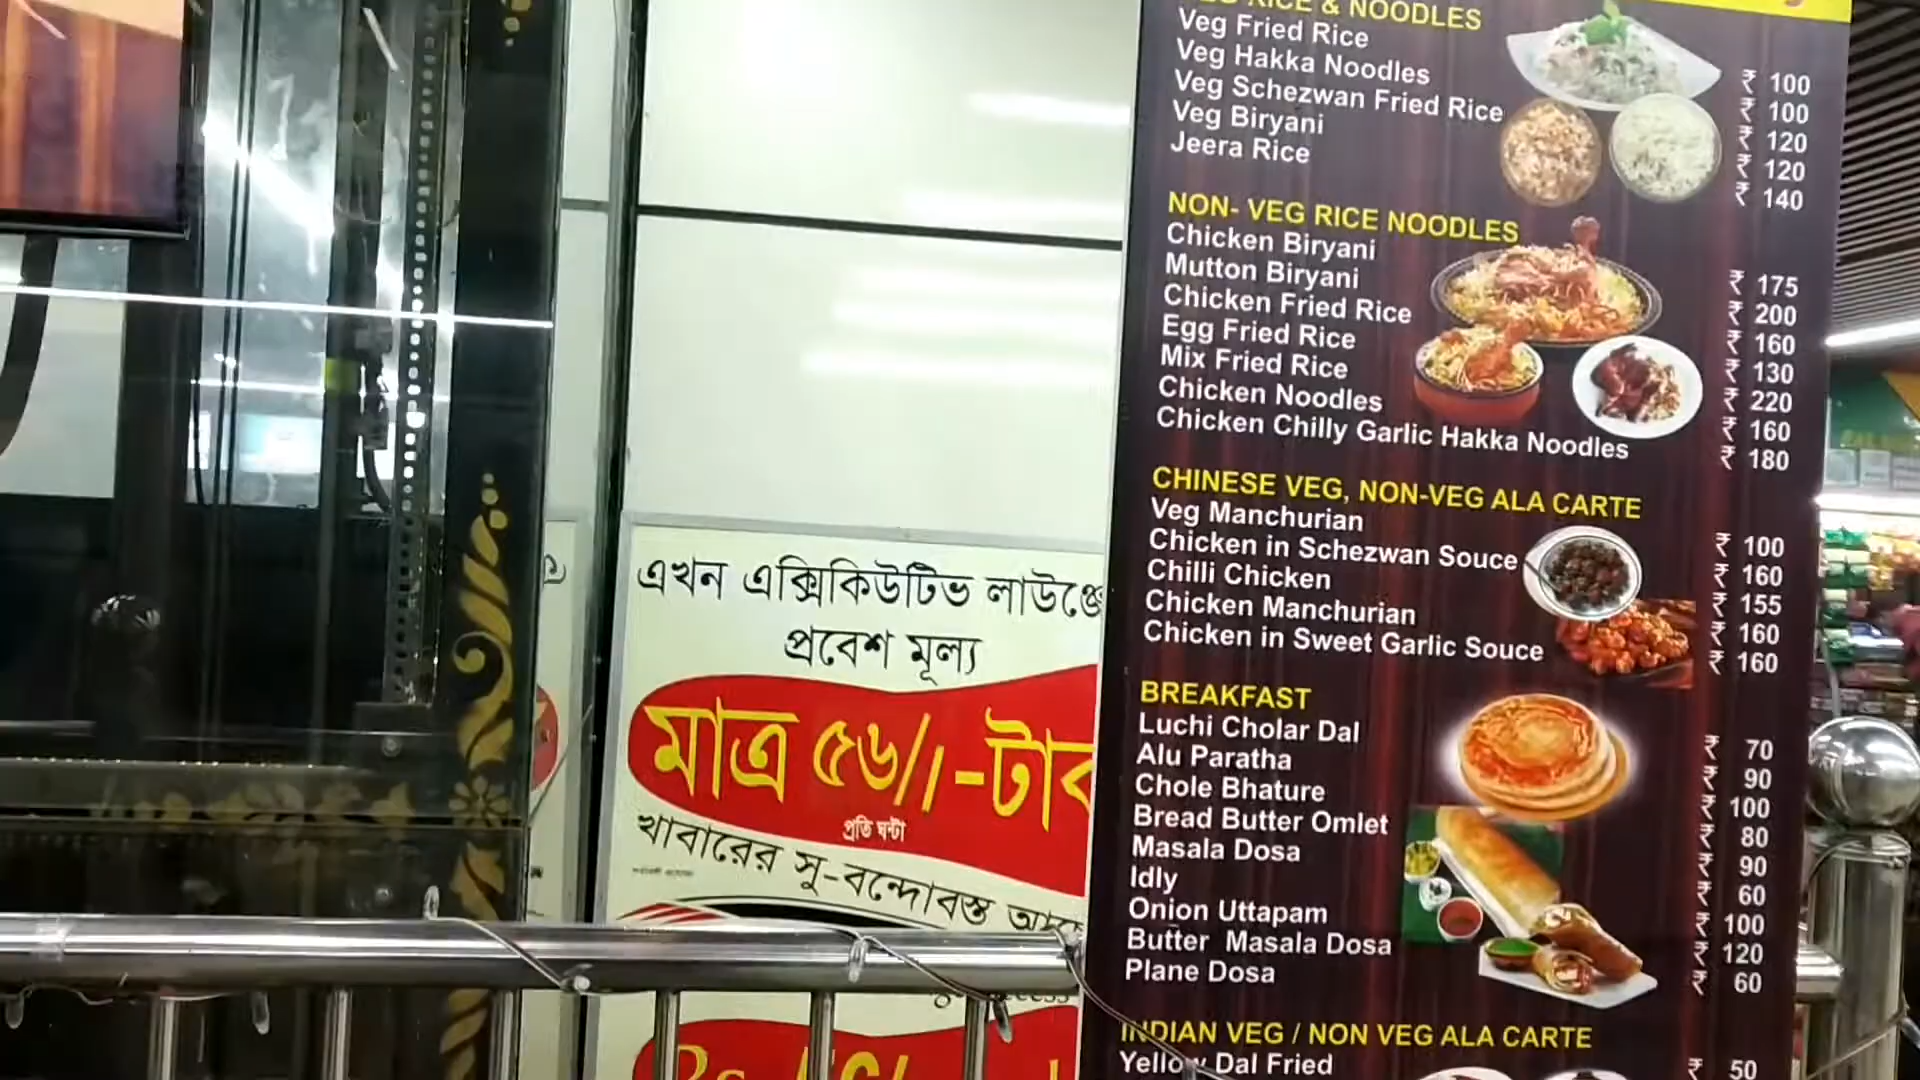 RICE & NOODLES
Veg Fried Rice ₹ 100
Veg Hakka Noodles ₹ 100
Veg Schezwan Fried Rice ₹ 120
Veg Biryani ₹ 120
Jeera Rice ₹ 140
NON- VEG RICE NOODLES
Chicken Biryani ₹ 175
Mutton Biryani ₹ 200
Chicken Fried Rice ₹ 160
Egg Fried Rice ₹ 130
Mix Fried Rice ₹ 220
Chicken Noodles ₹ 160
Chicken Chilly Garlic Hakka Noodles ₹ 180
CHINESE VEG, NON-VEG ALA CARTE
Veg Manchurian ₹ 100
Chicken in Schezwan Souce ₹ 160
Chilli Chicken ₹ 155
Chicken Manchurian ₹ 160
Chicken in Sweet Garlic Souce ₹ 160
BREAKFAST
Luchi Cholar Dal ₹ 70
Alu Paratha ₹ 90
Chole Bhature ₹ 100
Bread Butter Omlet ₹ 80
Masala Dosa ₹ 90
Idly ₹ 60
Onion Uttapam ₹ 100
Butter Masala Dosa ₹ 120
Plane Dosa ₹ 60
INDIAN VEG / NON VEG ALA CARTE
Yellow Dal Fried ₹ 50
এখন এক্সিকিউটিভ লাউঞ্জে
প্রবেশ মূল্য
মাত্র ৫৬/-
প্রতি ঘন্টা
খাবারের সু-বন্দোবস্ত